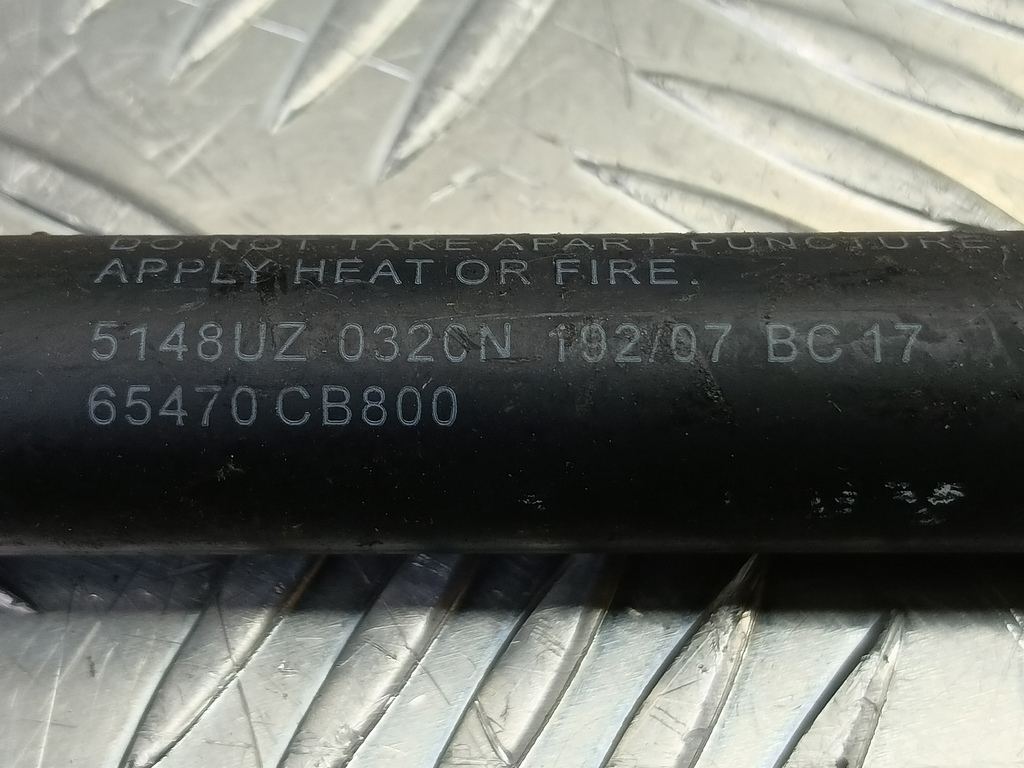 DO NOT TAKE APART. PUNCTURE,
APPLY HEAT OR FIRE.
5148UZ 0320N 192/07 BC 17
65470 CB800